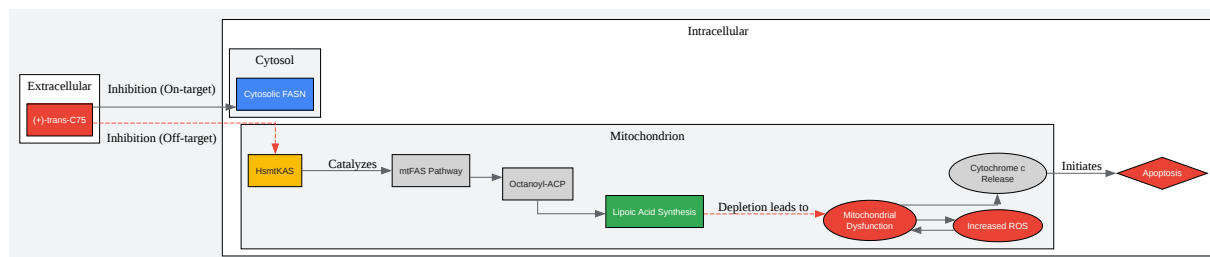 Intracellular
Cytosol
Extracellular
Inhibition (On-target)
Cytosolic FASN
(+)-trans-C75
Inhibition (Off-target)
Mitochondrion
HsmtKAS
Catalyzes
mtFAS Pathway
Octanoyl-ACP
Lipoic Acid Synthesis
Depletion leads to
Mitochondrial
Dysfunction
Increased ROS
Cytochrome c
Release
Initiates
Apoptosis